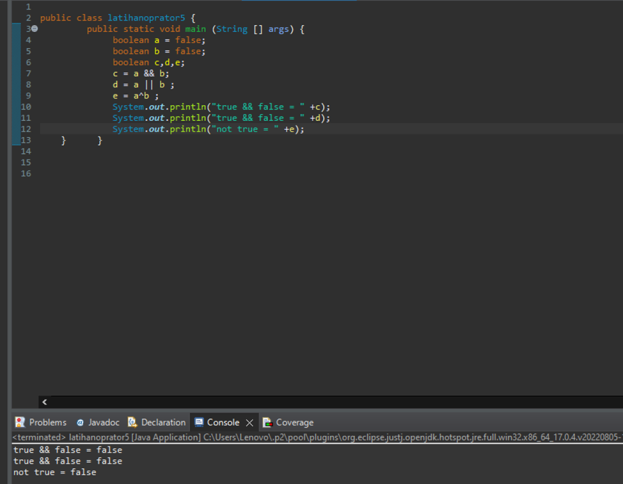 1
2 public class latihanoprator5 {
3 public static void main (String [] args) {
4 boolean a = false;
5 boolean b = false;
6 boolean c,d,e;
7 c = a && b;
8 d = a || b ;
9 e = a^b ;
10 System.out.println("true && false = " +c);
11 System.out.println("true && false = " +d);
12 System.out.println("not true = " +e);
13 } }
14
15
16
Problems Javadoc Declaration Console Coverage
<terminated> latihanoprator5 [Java Application] C:\Users\Lenovo\.p2\pool\plugins\org.eclipse.justj.openjdk.hotspot.jre.full.win32.x86_64_17.0.4.v20220805-
true && false = false
true && false = false
not true = false